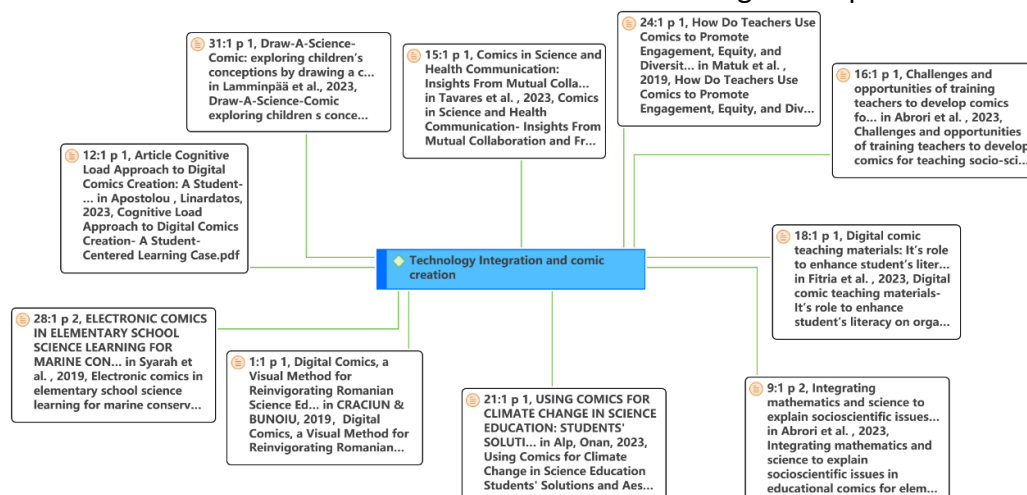 31:1 p 1, Draw-A-Science-
Comic: exploring children's
conceptions by drawing a c...
in Lamminpää et al., 2023,
Draw-A-Science-Comic
exploring children s conce...
15:1 p 1, Comics in Science and
Health Communication:
Insights From Mutual Colla...
in Tavares et al. , 2023, Comics
in Science and Health
Communication- Insights From
Mutual Collaboration and Fr...
24:1 p 1, How Do Teachers Use
Comics to Promote
Engagement, Equity, and
Diversit... in Matuk et al. ,
2019, How Do Teachers Use
Comics to Promote
Engagement, Equity, and Div...
16:1 p 1, Challenges and
opportunities of training
teachers to develop comics
fo... in Abrori et al. , 2023,
Challenges and opportunities
of training teachers to develop
comics for teaching socio-sci...
12:1 p 1, Article Cognitive
Load Approach to Digital
Comics Creation: A Student-
... in Apostolou , Linardatos,
2023, Cognitive Load
Approach to Digital Comics
Creation- A Student-
Centered Learning Case.pdf
Technology Integration and comic
creation
18:1 p 1, Digital comic
teaching materials: It's role
to enhance student's liter...
in Fitria et al. , 2023, Digital
comic teaching materials-
It's role to enhance
student's literacy on orga...
28:1 p 2, ELECTRONIC COMICS
IN ELEMENTARY SCHOOL
SCIENCE LEARNING FOR
MARINE CON... in Syarah et
al. , 2019, Electronic comics in
elementary school science
learning for marine conserv...
1:1 p 1, Digital Comics, a
Visual Method for
Reinvigorating Romanian
Science Ed... in CRACIUN &
BUNOIU, 2019, Digital
Comics, a Visual Method for
Reinvigorating Romanian...
21:1 p 1, USING COMICS FOR
CLIMATE CHANGE IN SCIENCE
EDUCATION: STUDENTS'
SOLUTI... in Alp, Onan, 2023,
Using Comics for Climate
Change in Science Education
Students' Solutions and Aes...
9:1 p 2, Integrating
mathematics and science to
explain socioscientific issues...
in Abrori et al. , 2023,
Integrating mathematics and
science to explain
socioscientific issues in
educational comics for elem...